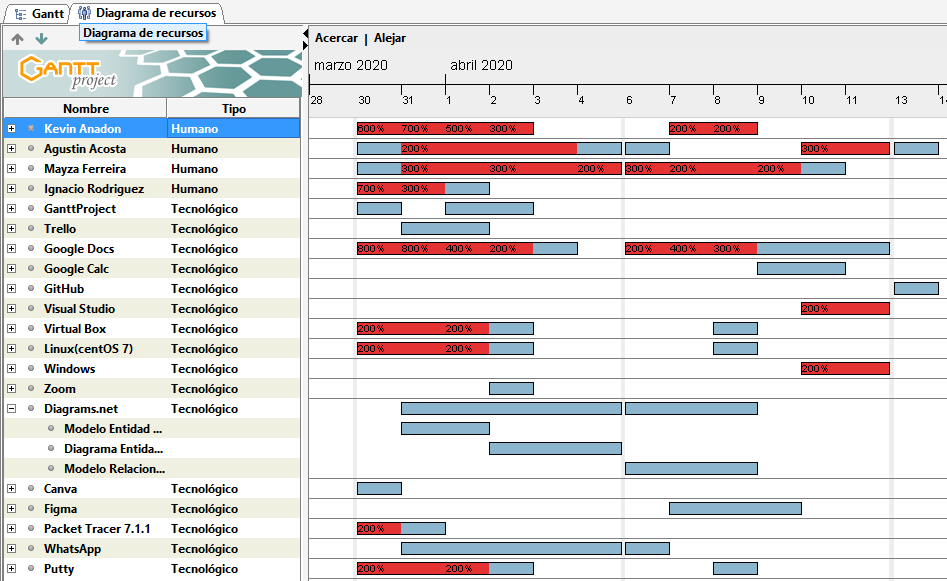 Gantt Diagrama de recursos
Diagrama de recursos
Acercar | Alejar
GANTT project
marzo 2020 abril 2020
Nombre Tipo
28 30 31 1 2 3 4 6 7 8 9 10 11 13 14
Kevin Anadon Humano 600% 700% 500% 300% 200% 200%
Agustin Acosta Humano 200% 300%
Mayza Ferreira Humano 300% 300% 200% 300% 200% 200%
Ignacio Rodriguez Humano 700% 300%
GanttProject Tecnológico
Trello Tecnológico
Google Docs Tecnológico 800% 800% 400% 200% 200% 400% 300%
Google Calc Tecnológico
GitHub Tecnológico
Visual Studio Tecnológico 200%
Virtual Box Tecnológico 200% 200%
Linux(centOS 7) Tecnológico 200% 200%
Windows Tecnológico 200%
Zoom Tecnológico
Diagrams.net Tecnológico
Modelo Entidad ...
Diagrama Entida...
Modelo Relacion...
Canva Tecnológico
Figma Tecnológico
Packet Tracer 7.1.1 Tecnológico 200%
WhatsApp Tecnológico
Putty Tecnológico 200% 200%